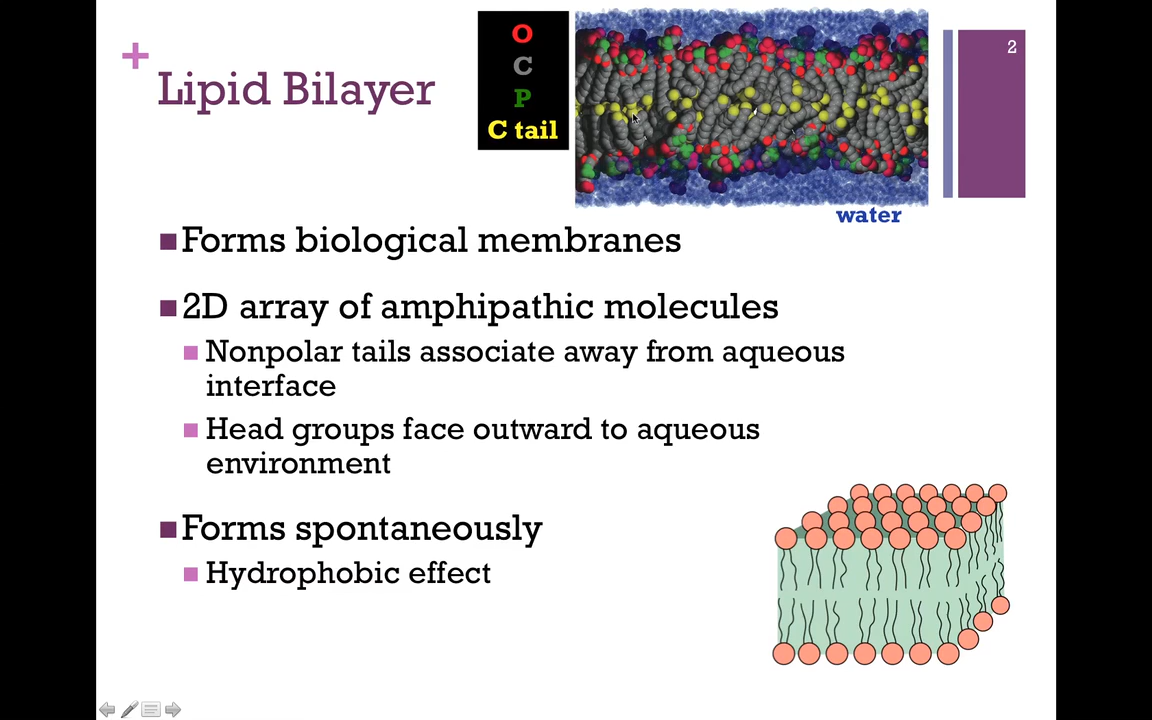 +
Lipid Bilayer
O
C
P
C tail
2
water
Forms biological membranes
2D array of amphipathic molecules
Nonpolar tails associate away from aqueous
interface
Head groups face outward to aqueous
environment
Forms spontaneously
Hydrophobic effect